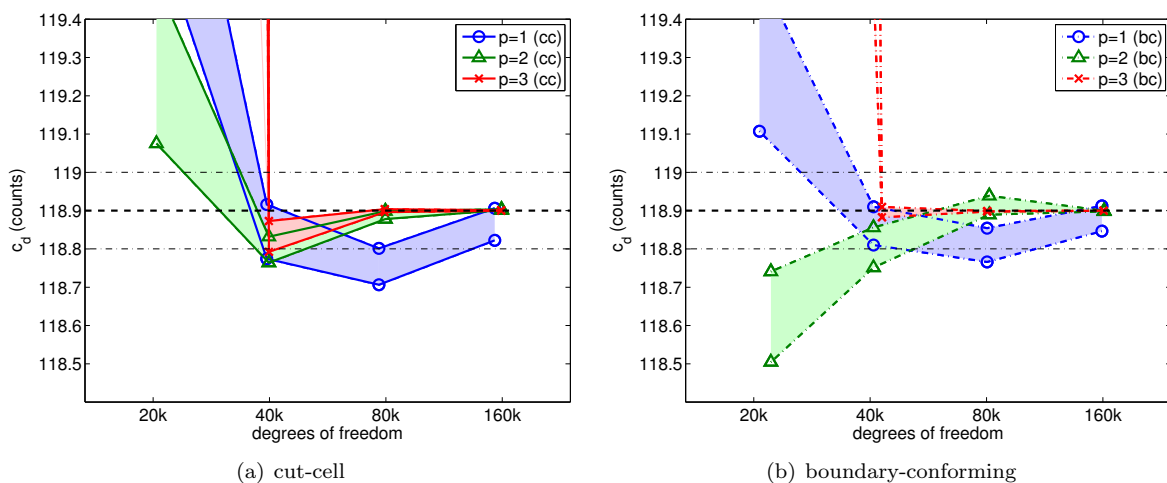 119.4
119.3
119.2
119.1
119
118.9
118.8
118.7
118.6
118.5
c_d (counts)
20k
40k
80k
160k
degrees of freedom
p=1 (cc)
p=2 (cc)
p=3 (cc)
(a) cut-cell
119.4
119.3
119.2
119.1
119
118.9
118.8
118.7
118.6
118.5
c_d (counts)
20k
40k
80k
160k
degrees of freedom
p=1 (bc)
p=2 (bc)
p=3 (bc)
(b) boundary-conforming